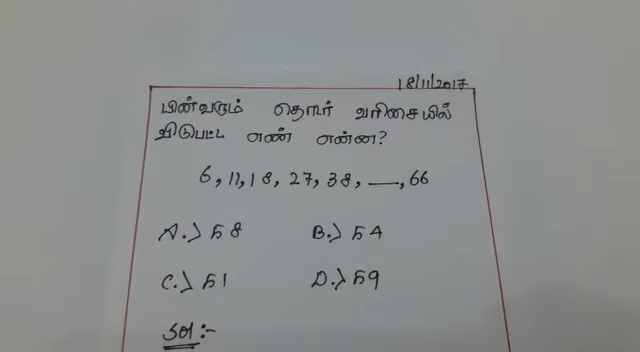 18/11/2017
பின்வரும் தொடர் வரிசையில்
விடுபட்ட எண் என்ன?
6, 11, 18, 27, 38, __, 66
A.) 58 B.) 54
C.) 51 D.) 59